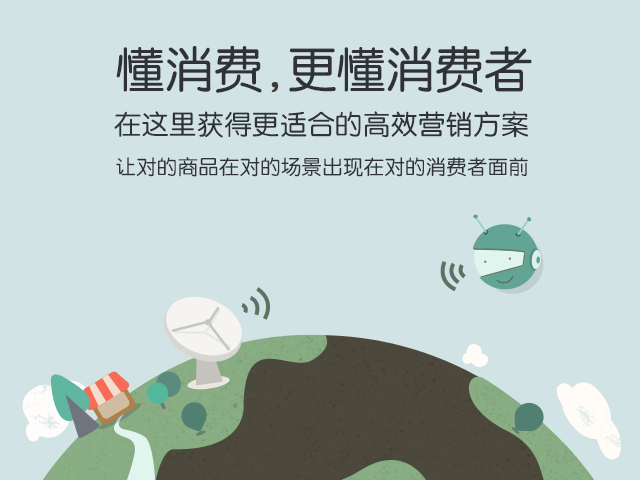 懂消费,更懂消费者
在这里获得更适合的高效营销方案
让对的商品在对的场景出现在对的消费者面前